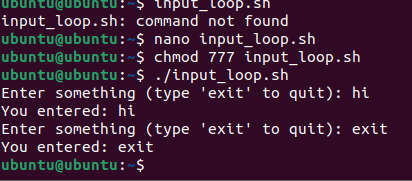 ubuntu@ubuntu:~$ input_loop.sh
input_loop.sh: command not found
ubuntu@ubuntu:~$ nano input_loop.sh
ubuntu@ubuntu:~$ chmod 777 input_loop.sh
ubuntu@ubuntu:~$ ./input_loop.sh
Enter something (type 'exit' to quit): hi
You entered: hi
Enter something (type 'exit' to quit): exit
You entered: exit
ubuntu@ubuntu:~$